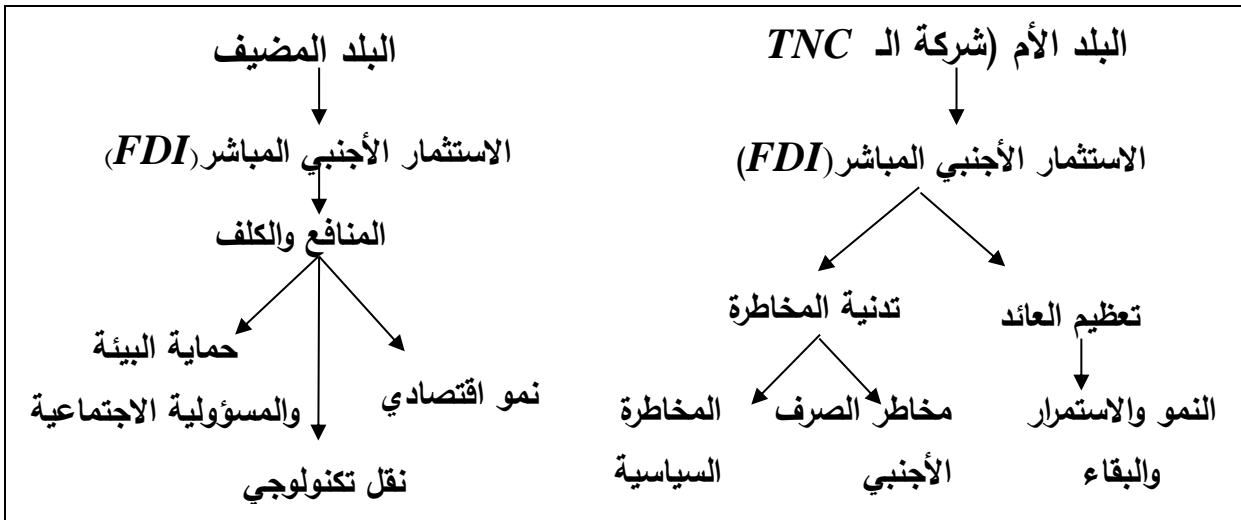 البلد الأم (شركة الـ TNC
الاستثمار الأجنبي المباشر(FDI)
تعظيم العائد
تدنية المخاطرة
النمو والاستمرار
والبقاء
مخاطر الصرف
الأجنبي
المخاطرة
السياسية
البلد المضيف
الاستثمار الأجنبي المباشر(FDI)
المنافع والكلف
نمو اقتصادي
حماية البيئة
والمسؤولية الاجتماعية
نقل تكنولوجي